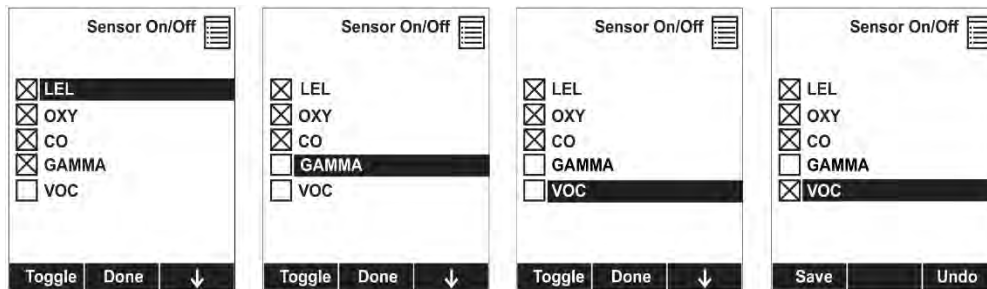 Sensor On/Off
LEL
OXY
CO
GAMMA
VOC
Toggle Done ↓
Sensor On/Off
LEL
OXY
CO
GAMMA
VOC
Toggle Done ↓
Sensor On/Off
LEL
OXY
CO
GAMMA
VOC
Toggle Done ↓
Sensor On/Off
LEL
OXY
CO
GAMMA
VOC
Save Undo